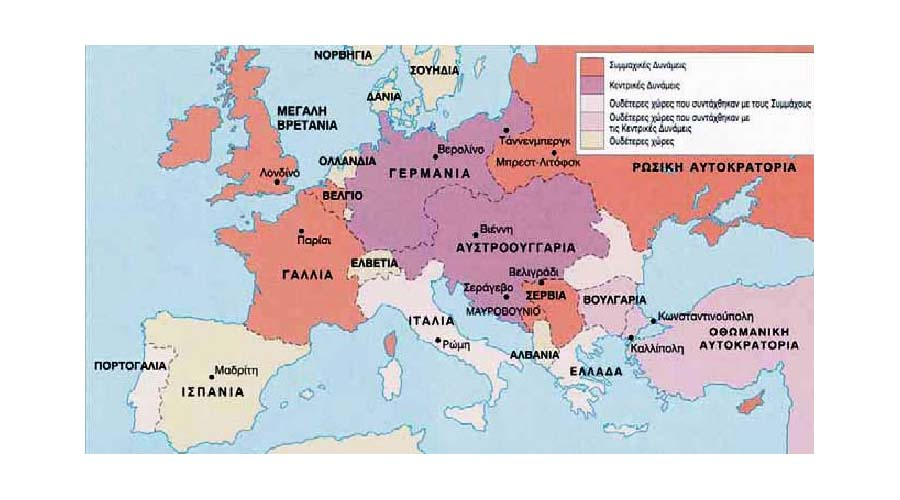 ΝΟΡΒΗΓΙΑ
ΣΟΥΗΔΙΑ
ΔΑΝΙΑ
Συμμαχικές Δυνάμεις
Κεντρικές Δυνάμεις
Ουδέτερες χώρες που συντάχθηκαν με τους Συμμάχους
Ουδέτερες χώρες που συντάχθηκαν με
τις Κεντρικές Δυνάμεις
Ουδέτερες χώρες
ΜΕΓΑΛΗ
ΒΡΕΤΑΝΙΑ
Τάννενμπεργκ
Βερολίνο
Μπρεστ-Λιτόφσκ
ΟΛΛΑΝΔΙΑ
ΓΕΡΜΑΝΙΑ
ΡΩΣΙΚΗ ΑΥΤΟΚΡΑΤΟΡΙΑ
Λονδίνο
ΒΕΛΓΙΟ
Παρίσι
Βιέννη
ΑΥΣΤΡΟΟΥΓΓΑΡΙΑ
ΓΑΛΛΙΑ
ΕΛΒΕΤΙΑ
Βελιγράδι
Σεράγεβο
ΣΕΡΒΙΑ
ΒΟΥΛΓΑΡΙΑ
ΜΑΥΡΟΒΟΥΝΙΟ
Κωνσταντινούπολη
ΙΤΑΛΙΑ
ΟΘΩΜΑΝΙΚΗ
ΑΥΤΟΚΡΑΤΟΡΙΑ
Ρώμη
Καλλίπολη
ΑΛΒΑΝΙΑ
ΕΛΛΑΔΑ
ΠΟΡΤΟΓΑΛΙΑ
Μαδρίτη
ΙΣΠΑΝΙΑ